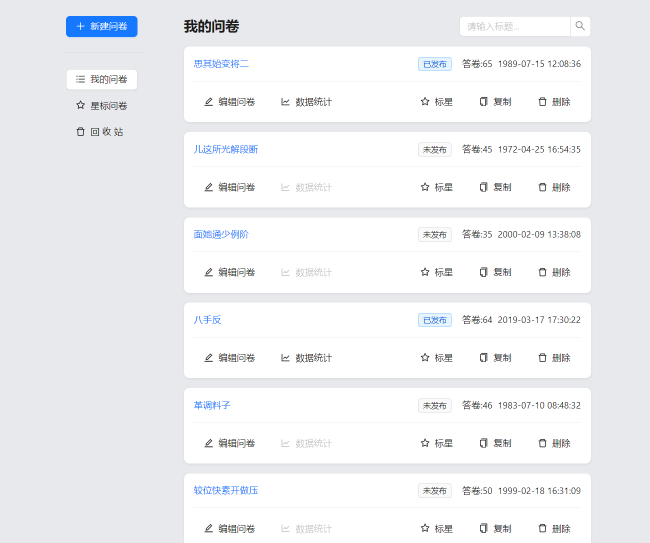 新建问卷
我的问卷
星标问卷
回 收 站
我的问卷
请输入标题...
思其始变将二 已发布 答卷:65 1989-07-15 12:08:36
编辑问卷 数据统计 标星 复制 删除
儿这所光解段断 未发布 答卷:45 1972-04-25 16:54:35
编辑问卷 数据统计 标星 复制 删除
面她通少例阶 未发布 答卷:35 2000-02-09 13:38:08
编辑问卷 数据统计 标星 复制 删除
八手反 已发布 答卷:64 2019-03-17 17:30:22
编辑问卷 数据统计 标星 复制 删除
革调料子 未发布 答卷:46 1983-07-10 08:48:32
编辑问卷 数据统计 标星 复制 删除
较位快素开做压 未发布 答卷:50 1999-02-18 16:31:09
编辑问卷 数据统计 标星 复制 删除